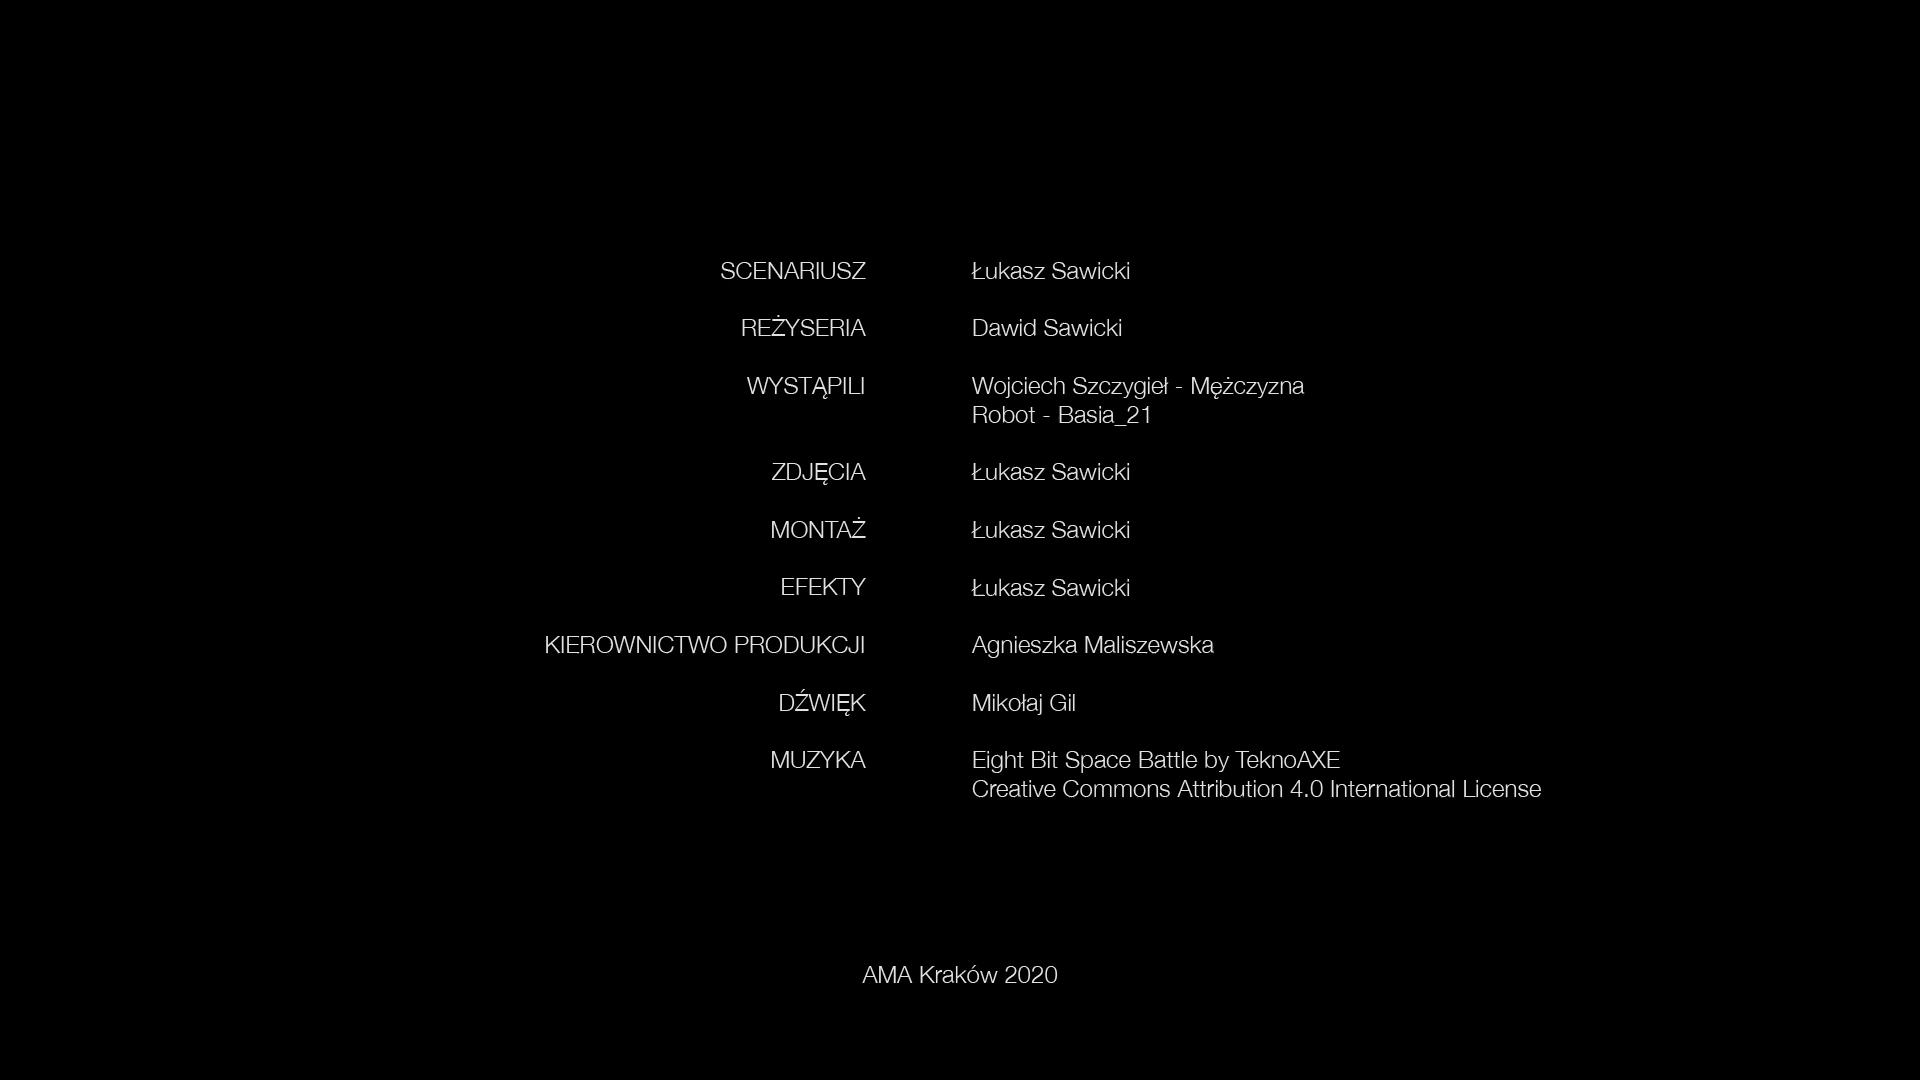 SCENARIUSZ Łukasz Sawicki
REŻYSERIA Dawid Sawicki
WYSTĄPILI Wojciech Szczygieł - Mężczyzna
Robot - Basia_21
ZDJĘCIA Łukasz Sawicki
MONTAŻ Łukasz Sawicki
EFEKTY Łukasz Sawicki
KIEROWNICTWO PRODUKCJI Agnieszka Maliszewska
DŹWIĘK Mikołaj Gil
MUZYKA Eight Bit Space Battle by TeknoAXE
Creative Commons Attribution 4.0 International License
AMA Kraków 2020